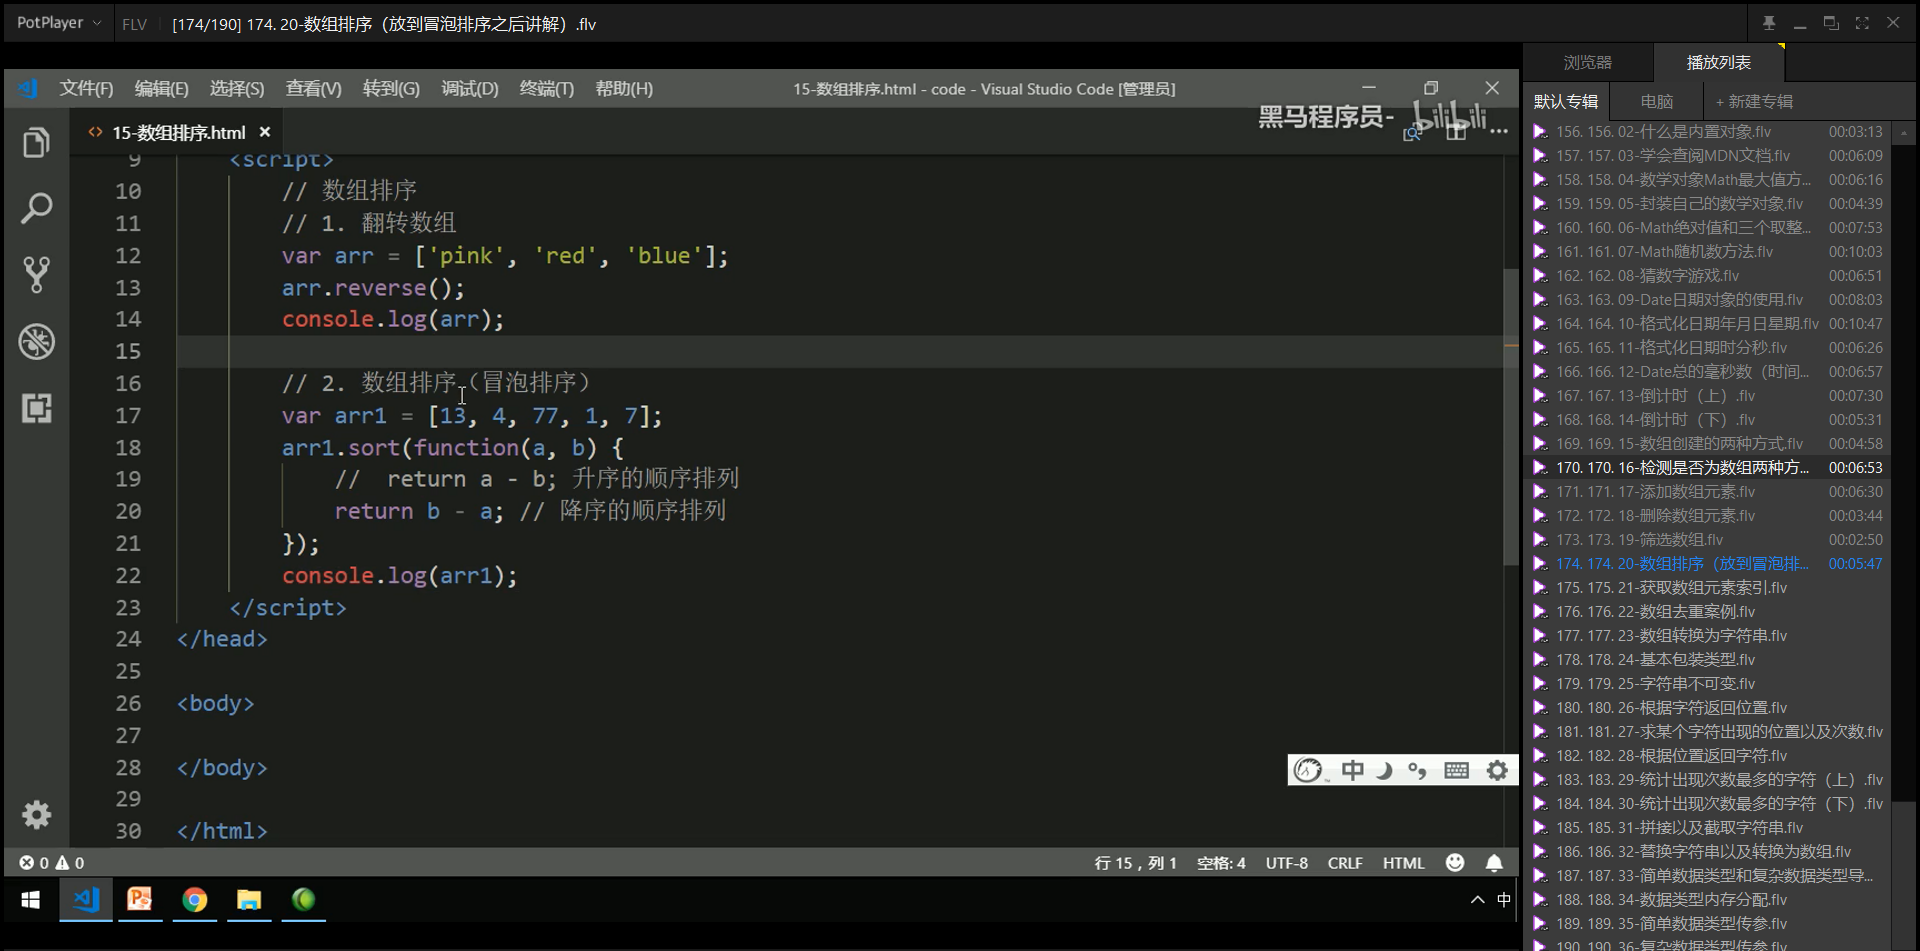 PotPlayer
FLV
[174/190] 174. 20-数组排序（放到冒泡排序之后讲解）.flv
文件(F) 编辑(E) 选择(S) 查看(V) 转到(G) 调试(D) 终端(T) 帮助(H)
15-数组排序.html - code - Visual Studio Code [管理员]
黑马程序员- bilibili
<> 15-数组排序.html ×
9 <script>
10 // 数组排序
11 // 1. 翻转数组
12 var arr = ['pink', 'red', 'blue'];
13 arr.reverse();
14 console.log(arr);
15
16 // 2. 数组排序（冒泡排序）
17 var arr1 = [13, 4, 77, 1, 7];
18 arr1.sort(function(a, b) {
19 //  return a - b; 升序的顺序排列
20 return b - a; // 降序的顺序排列
21 });
22 console.log(arr1);
23 </script>
24 </head>
25
26 <body>
27
28 </body>
29
30 </html>
中
0 0
行 15，列 1 空格: 4 UTF-8 CRLF HTML
中
浏览器 播放列表
默认专辑 电脑 + 新建专辑
156. 156. 02-什么是内置对象.flv 00:03:13
157. 157. 03-学会查阅MDN文档.flv 00:06:09
158. 158. 04-数学对象Math最大值方... 00:06:16
159. 159. 05-封装自己的数学对象.flv 00:04:39
160. 160. 06-Math绝对值和三个取整... 00:07:53
161. 161. 07-Math随机数方法.flv 00:10:03
162. 162. 08-猜数字游戏.flv 00:06:51
163. 163. 09-Date日期对象的使用.flv 00:08:03
164. 164. 10-格式化日期年月日星期.flv 00:10:47
165. 165. 11-格式化日期时分秒.flv 00:06:26
166. 166. 12-Date总的毫秒数（时间... 00:06:57
167. 167. 13-倒计时（上）.flv 00:07:30
168. 168. 14-倒计时（下）.flv 00:05:31
169. 169. 15-数组创建的两种方式.flv 00:04:58
170. 170. 16-检测是否为数组两种方... 00:06:53
171. 171. 17-添加数组元素.flv 00:06:30
172. 172. 18-删除数组元素.flv 00:03:44
173. 173. 19-筛选数组.flv 00:02:50
174. 174. 20-数组排序（放到冒泡排... 00:05:47
175. 175. 21-获取数组元素索引.flv
176. 176. 22-数组去重案例.flv
177. 177. 23-数组转换为字符串.flv
178. 178. 24-基本包装类型.flv
179. 179. 25-字符串不可变.flv
180. 180. 26-根据字符返回位置.flv
181. 181. 27-求某个字符出现的位置以及次数.flv
182. 182. 28-根据位置返回字符.flv
183. 183. 29-统计出现次数最多的字符（上）.flv
184. 184. 30-统计出现次数最多的字符（下）.flv
185. 185. 31-拼接以及截取字符串.flv
186. 186. 32-替换字符串以及转换为数组.flv
187. 187. 33-简单数据类型和复杂数据类型导...
188. 188. 34-数据类型内存分配.flv
189. 189. 35-简单数据类型传参.flv
190. 190. 36-复杂数据类型传参.flv